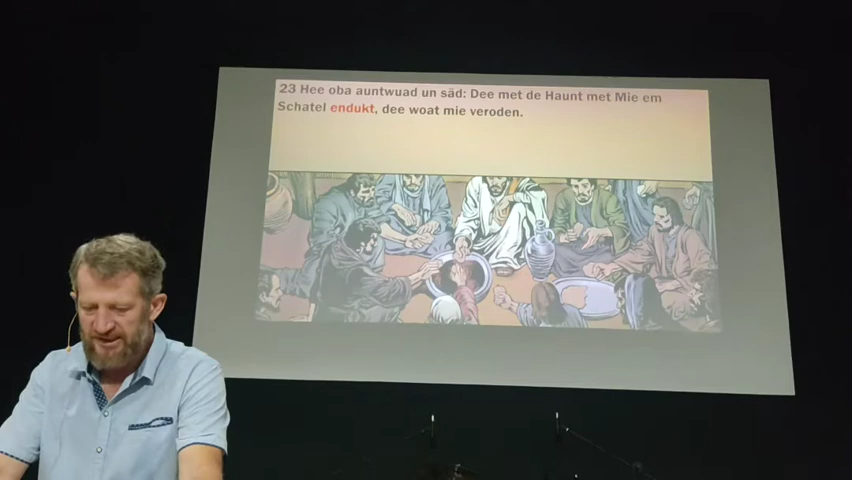 23 Hee oba auntwuad un säd: Dee met de Haunt met Mie em
Schatel endukt, dee woat mie veroden.